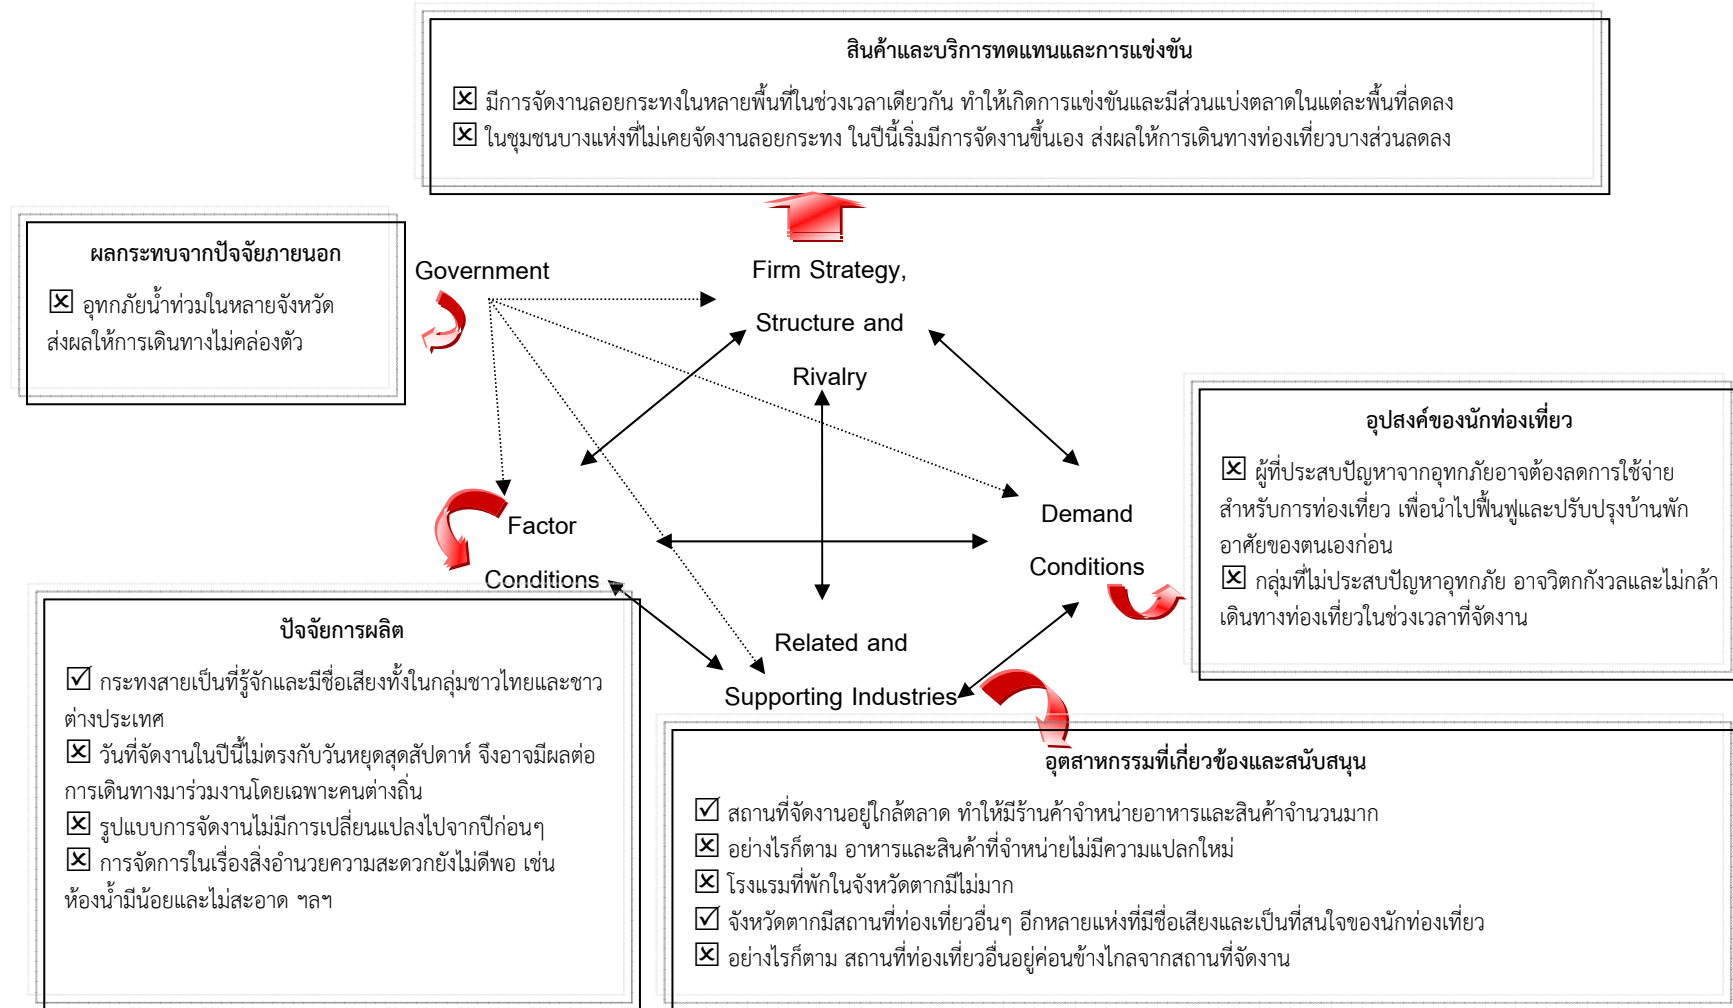 สินค้าและบริการทดแทนและการแข่งขัน
☒ มีการจัดงานลอยกระทงในหลายพื้นที่ในช่วงเวลาเดียวกัน ทำให้เกิดการแข่งขันและมีส่วนแบ่งตลาดในแต่ละพื้นที่ลดลง
☒ ในชุมชนบางแห่งที่ไม่เคยจัดงานลอยกระทง ในปีนี้เริ่มมีการจัดงานขึ้นเอง ส่งผลให้การเดินทางท่องเที่ยวบางส่วนลดลง
ผลกระทบจากปัจจัยภายนอก
☒ อุทกภัยน้ำท่วมในหลายจังหวัด
ส่งผลให้การเดินทางไม่คล่องตัว
Government
Firm Strategy,
Structure and
Rivalry
อุปสงค์ของนักท่องเที่ยว
☒ ผู้ที่ประสบปัญหาจากอุทกภัยอาจต้องลดการใช้จ่าย
สำหรับการท่องเที่ยว เพื่อนำไปฟื้นฟูและปรับปรุงบ้านพัก
อาศัยของตนเองก่อน
☒ กลุ่มที่ไม่ประสบปัญหาอุทกภัย อาจวิตกกังวลและไม่กล้า
เดินทางท่องเที่ยวในช่วงเวลาที่จัดงาน
Factor
Conditions
Demand
Conditions
Related and
Supporting Industries
ปัจจัยการผลิต
☑ กระทงสายเป็นที่รู้จักและมีชื่อเสียงทั้งในกลุ่มชาวไทยและชาว
ต่างประเทศ
☒ วันที่จัดงานในปีนี้ไม่ตรงกับวันหยุดสุดสัปดาห์ จึงอาจมีผลต่อ
การเดินทางมาร่วมงานโดยเฉพาะคนต่างถิ่น
☒ รูปแบบการจัดงานไม่มีการเปลี่ยนแปลงไปจากปีก่อนๆ
☒ การจัดการในเรื่องสิ่งอำนวยความสะดวกยังไม่ดีพอ เช่น
ห้องน้ำมีน้อยและไม่สะอาด ฯลฯ
อุตสาหกรรมที่เกี่ยวข้องและสนับสนุน
☑ สถานที่จัดงานอยู่ใกล้ตลาด ทำให้มีร้านค้าจำหน่ายอาหารและสินค้าจำนวนมาก
☒ อย่างไรก็ตาม อาหารและสินค้าที่จำหน่ายไม่มีความแปลกใหม่
☒ โรงแรมที่พักในจังหวัดตากมีไม่มาก
☑ จังหวัดตากมีสถานที่ท่องเที่ยวอื่นๆ อีกหลายแห่งที่มีชื่อเสียงและเป็นที่สนใจของนักท่องเที่ยว
☒ อย่างไรก็ตาม สถานที่ท่องเที่ยวอื่นอยู่ค่อนข้างไกลจากสถานที่จัดงาน